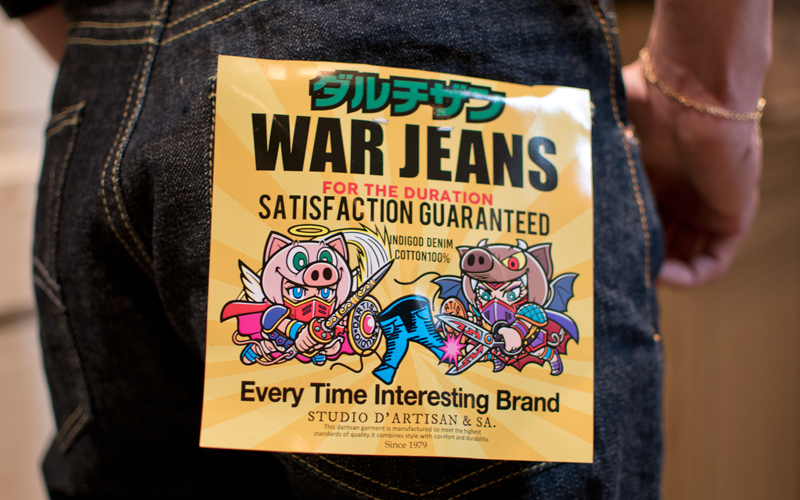 ダルチザン
WAR JEANS
FOR THE DURATION
SATISFACTION GUARANTEED
INDIGOD DENIM
COTTON100%
Every Time Interesting Brand
STUDIO D'ARTISAN & SA.
This dartisan garment is manufactured to meet the highest
standards of quality.It combines style with comfort and durability.
Since 1979